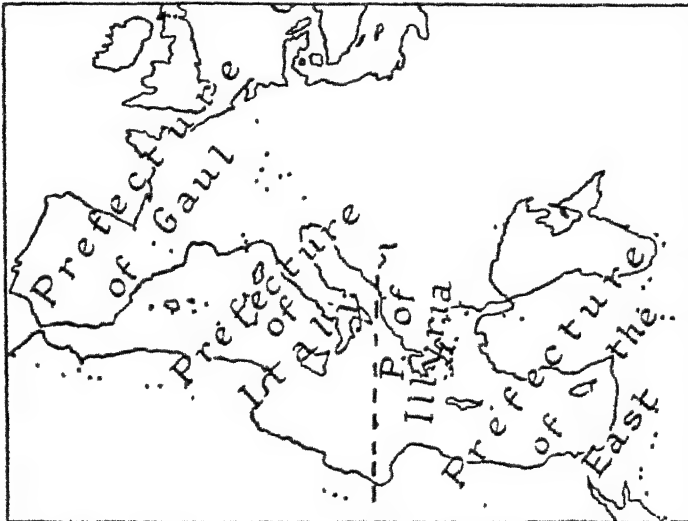 Prefecture
of Gaul
Prefecture
of
Italy
P. of
Illyria
Prefecture
of the
East